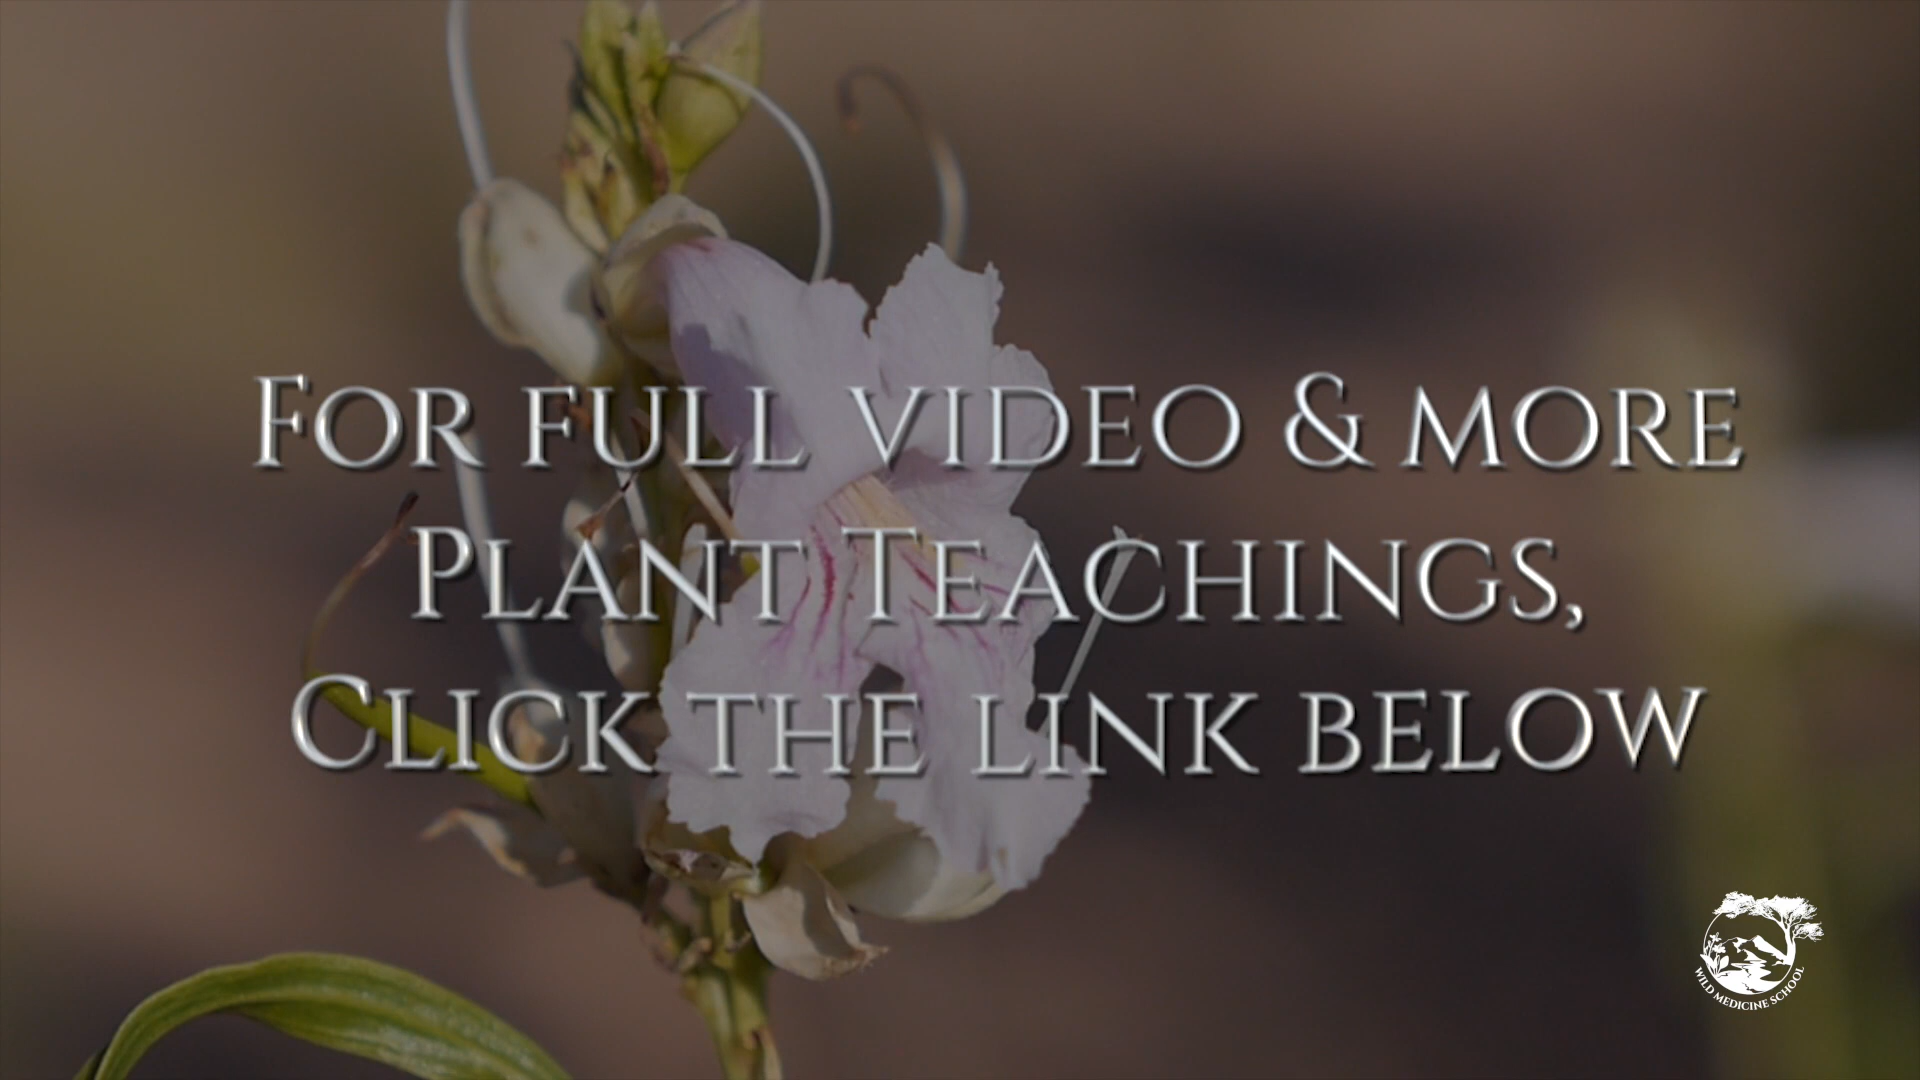 For full video & more
Plant Teachings,
Click the link below
WILD MEDICINE SCHOOL